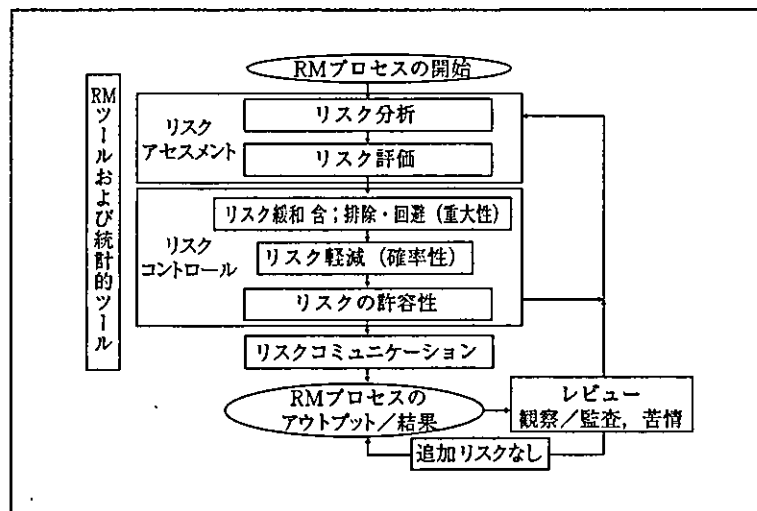 RMプロセスの開始
RMツールおよび統計的ツール
リスク
アセスメント
リスク分析
リスク評価
リスク
コントロール
リスク緩和 含；排除・回避（重大性）
リスク軽減（確率性）
リスクの許容性
リスクコミュニケーション
RMプロセスの
アウトプット／結果
レビュー
観察／監査，苦情
追加リスクなし